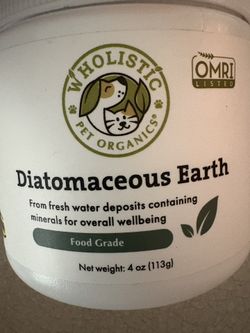 WHOLISTIC
PET ORGANICS®
OMRI
LISTED
Diatomaceous Earth
From fresh water deposits containing
minerals for overall wellbeing
Food Grade
Net weight: 4 oz (113g)